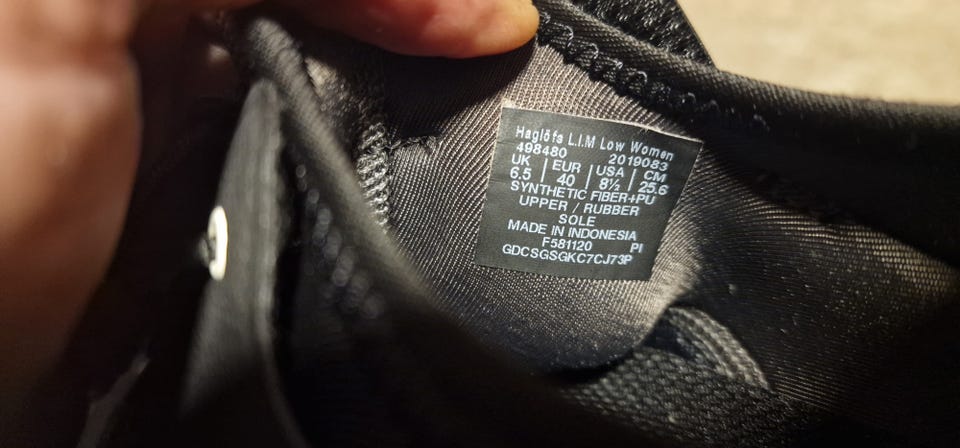 Haglöfs L.I.M Low Women
498480 2019083
UK | EUR | USA | CM
6.5 | 40 | 8½ | 25.6
SYNTHETIC FIBER+PU
UPPER / RUBBER
SOLE
MADE IN INDONESIA
F581120 PI
GDCSGSGKC7CJ73P